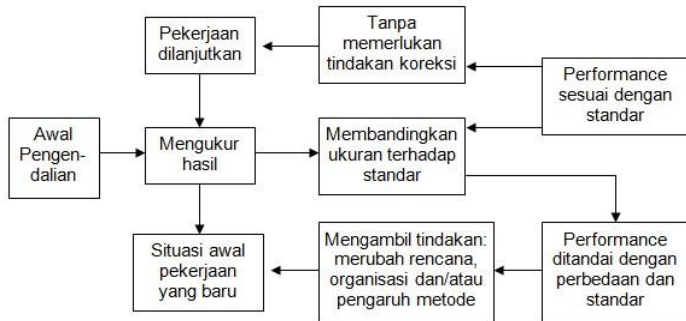 Pekerjaan
dilanjutkan
Tanpa
memerlukan
tindakan koreksi
Performance
sesuai dengan
standar
Awal
Pengen-
dalian
Mengukur
hasil
Membandingkan
ukuran terhadap
standar
Situasi awal
pekerjaan
yang baru
Mengambil tindakan:
merubah rencana,
organisasi dan/atau
pengaruh metode
Performance
ditandai dengan
perbedaan dan
standar